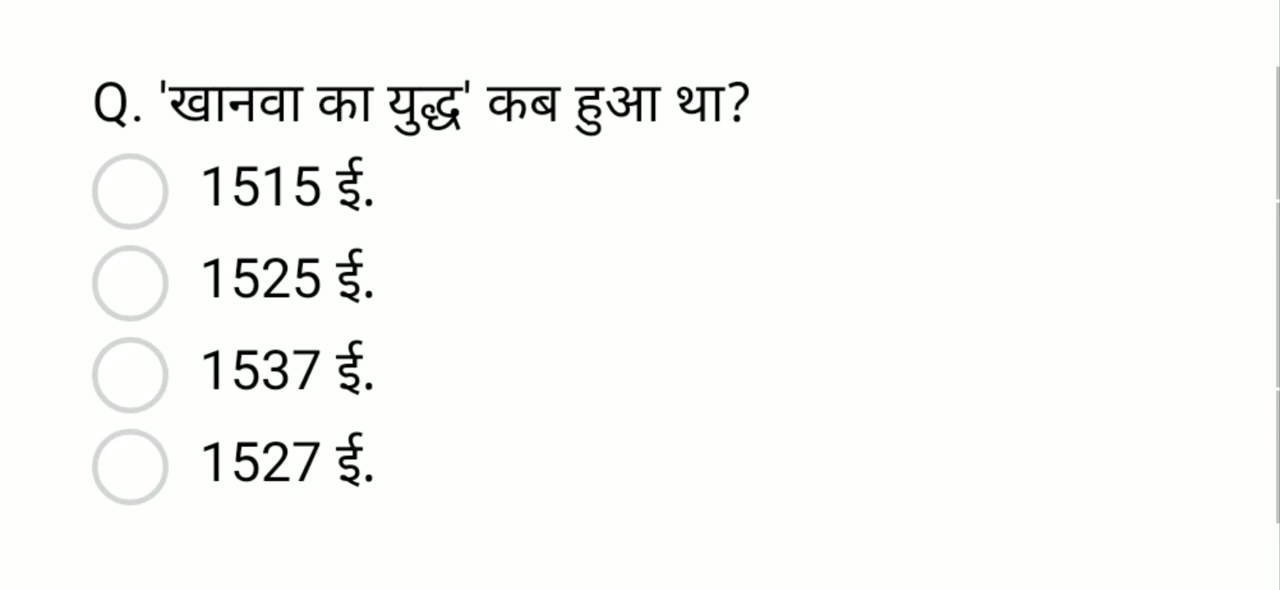 Q. 'खानवा का युद्ध' कब हुआ था?
1515 ई.
1525 ई.
1537 ई.
1527 ई.